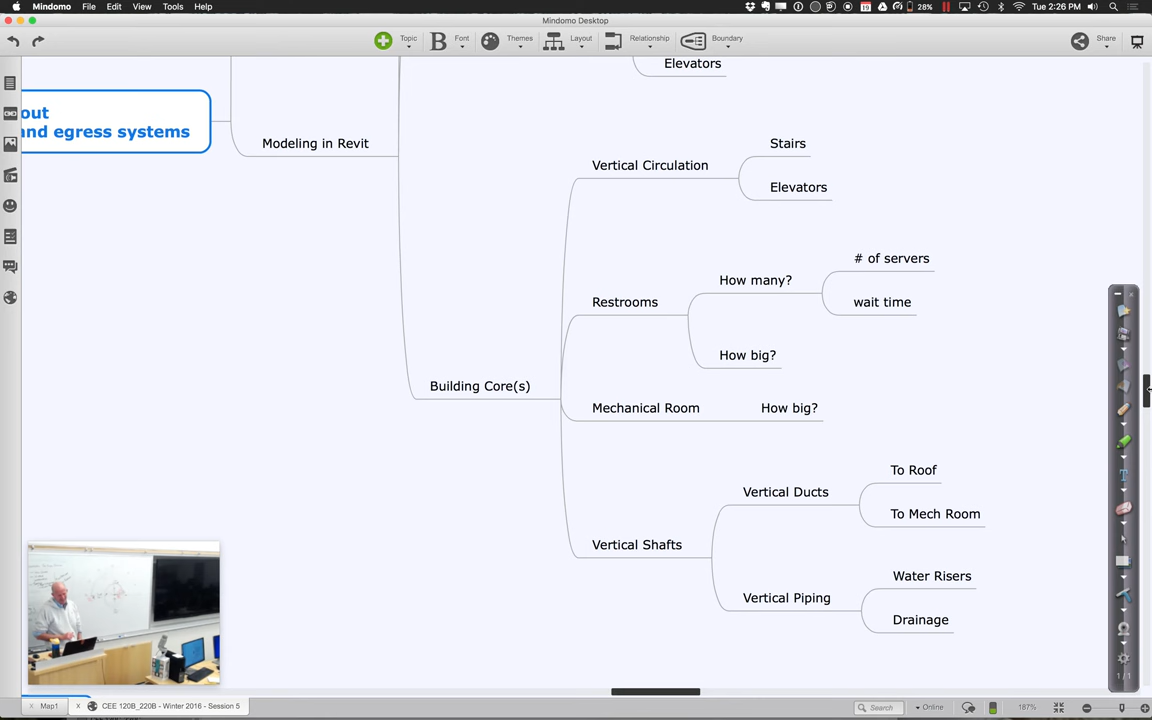 Mindomo File Edit View Tools Help 19 28% Tue 2:26 PM
Mindomo Desktop
Topic Font Themes Layout Relationship Boundary Share
Elevators
out
and egress systems
Modeling in Revit
Stairs
Vertical Circulation
Elevators
# of servers
How many?
Restrooms
wait time
How big?
Building Core(s)
Mechanical Room How big?
To Roof
Vertical Ducts
To Mech Room
Vertical Shafts
Water Risers
Vertical Piping
Drainage
1 / 1
x Map1 x CEE 120B_220B - Winter 2016 - Session 5 Search Online 187%